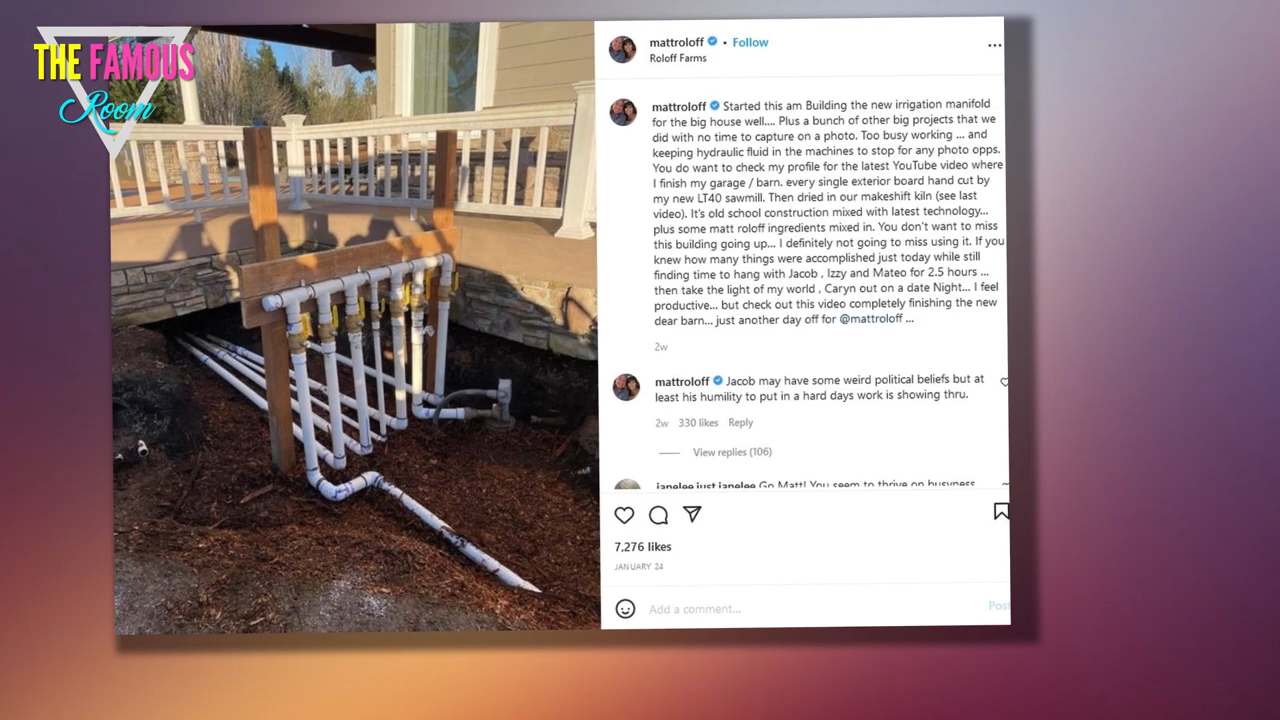 THE FAMOUS
Room
mattroloff • Follow
Roloff Farms
mattroloff Started this am Building the new irrigation manifold
for the big house well.... Plus a bunch of other big projects that we
did with no time to capture on a photo. Too busy working ... and
keeping hydraulic fluid in the machines to stop for any photo opps.
You do want to check my profile for the latest YouTube video where
I finish my garage / barn. every single exterior board hand cut by
my new LT40 sawmill. Then dried in our makeshift kiln (see last
video). It's old school construction mixed with latest technology...
plus some matt roloff ingredients mixed in. You don't want to miss
this building going up... I definitely not going to miss using it. If you
knew how many things were accomplished just today while still
finding time to hang with Jacob , Izzy and Mateo for 2.5 hours ...
then take the light of my world , Caryn out on a date Night... I feel
productive... but check out this video completely finishing the new
dear barn... just another day off for @mattroloff ...
2w
mattroloff Jacob may have some weird political beliefs but at
least his humility to put in a hard days work is showing thru.
2w 330 likes Reply
View replies (106)
janelee.just.janelee Go Matt! You seem to thrive on busyness
7,276 likes
JANUARY 24
Add a comment...
Post